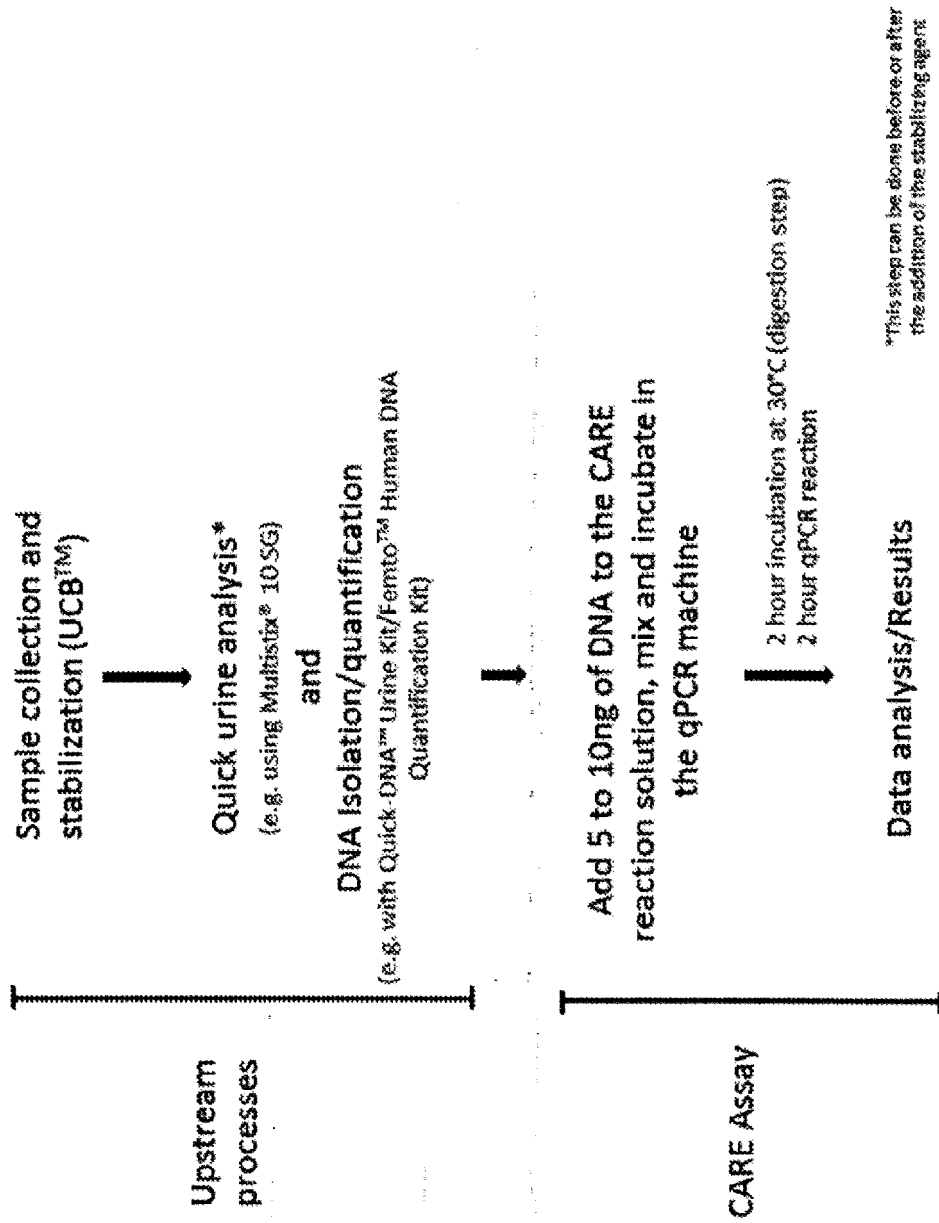 Upstream
processes
Sample collection and
stabilization (UCB™)
Quick urine analysis*
(e.g. using Multistix® 10 SG)
and
DNA Isolation/quantification
(e.g. with Quick-DNA™ Urine Kit/Femto™ Human DNA
Quantification Kit)
CARE Assay
Add 5 to 10ng of DNA to the CARE
reaction solution, mix and incubate in
the qPCR machine
2 hour incubation at 30°C (digestion step)
2 hour qPCR reaction
Data analysis/Results
*This step can be done before or after
the addition of the stabilizing agent